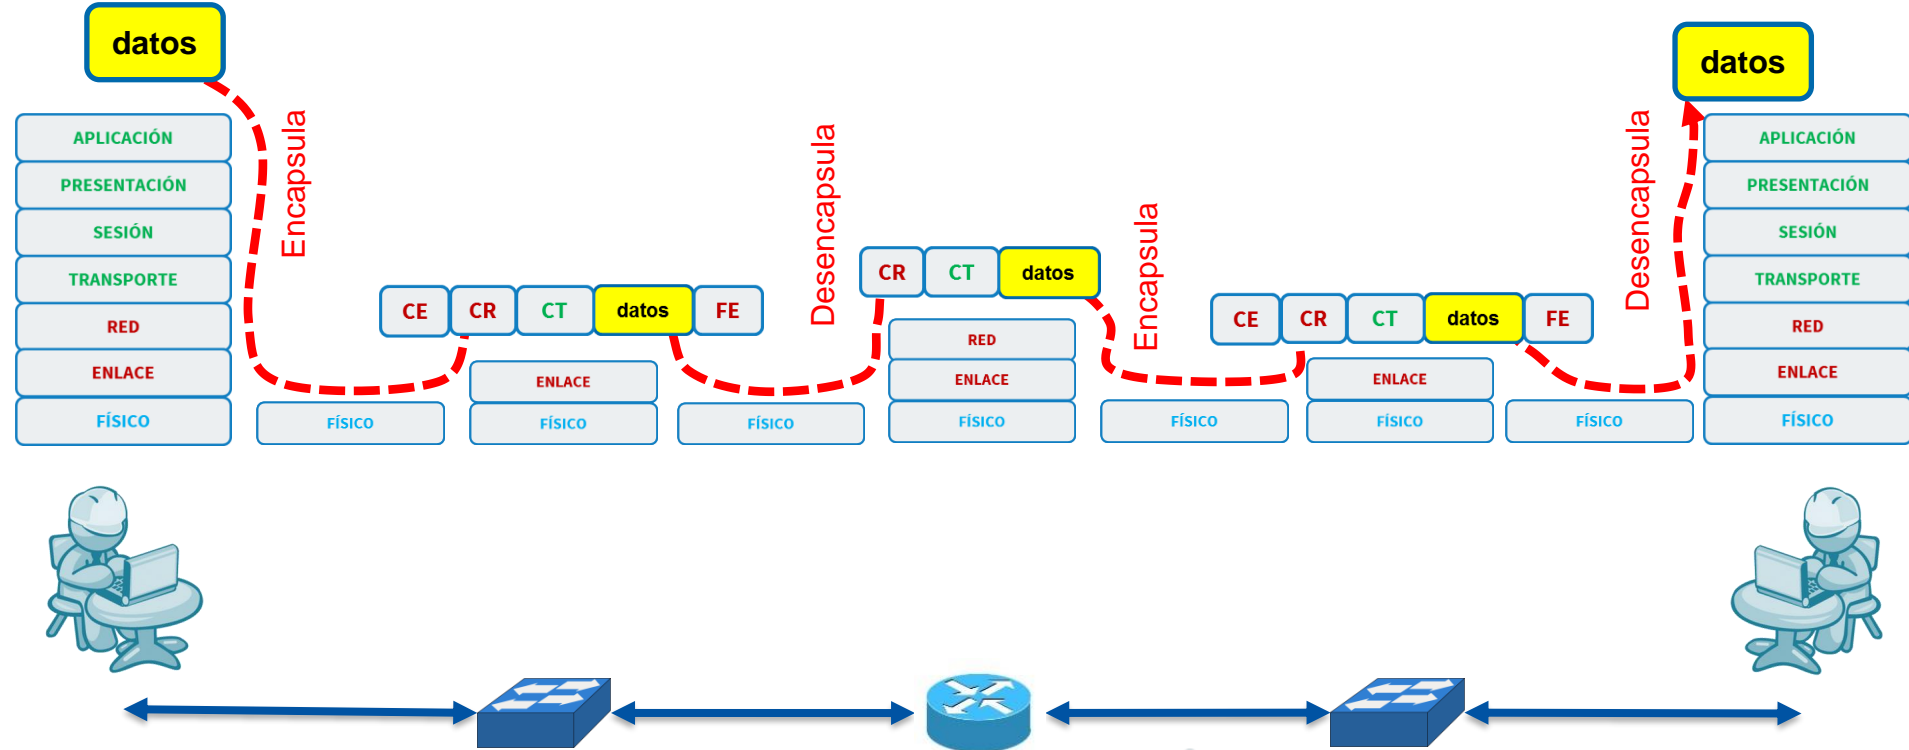 datos
datos
APLICACIÓN
PRESENTACIÓN
SESIÓN
TRANSPORTE
RED
ENLACE
FÍSICO
Encapsula
FÍSICO
CE CR CT datos FE
ENLACE
FÍSICO
FÍSICO
Desencapsula
CR CT datos
RED
ENLACE
FÍSICO
Encapsula
FÍSICO
CE CR CT datos FE
ENLACE
FÍSICO
FÍSICO
Desencapsula
APLICACIÓN
PRESENTACIÓN
SESIÓN
TRANSPORTE
RED
ENLACE
FÍSICO